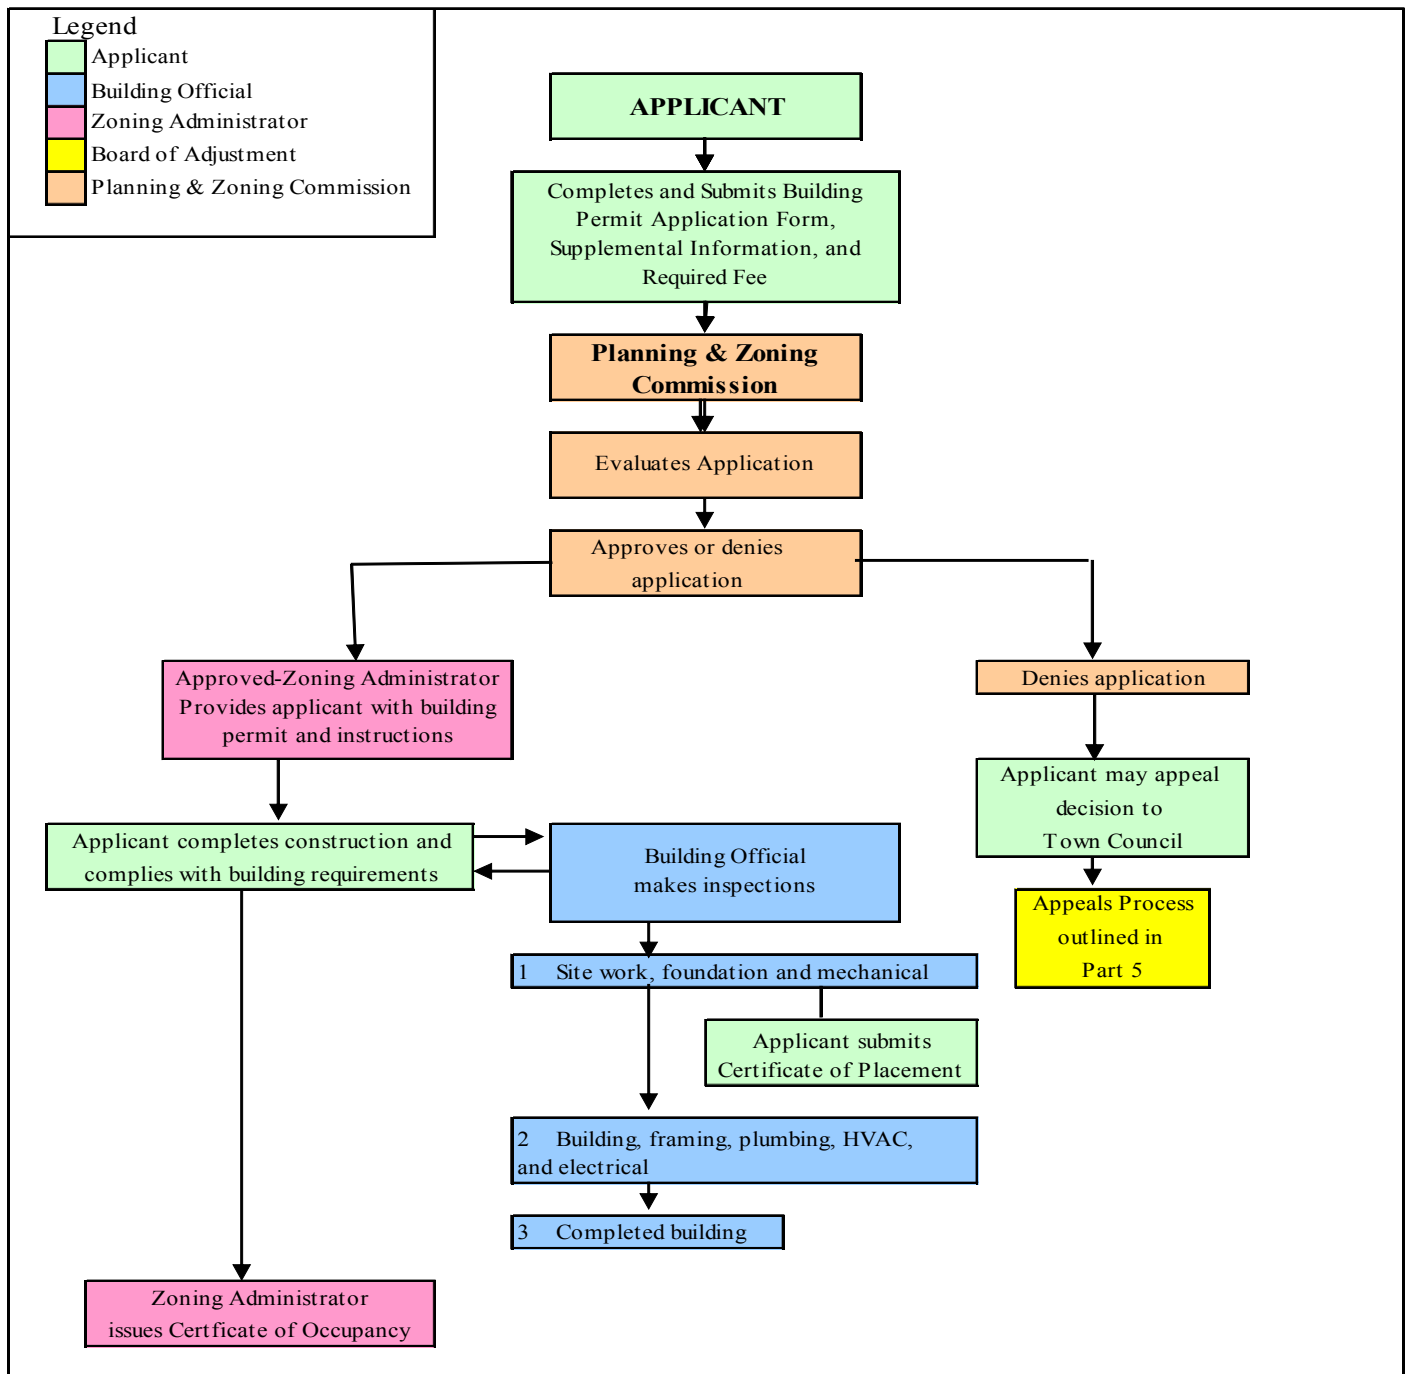 Legend
Applicant
Building Official
Zoning Administrator
Board of Adjustment
Planning & Zoning Commission
APPLICANT
Completes and Submits Building
Permit Application Form,
Supplemental Information, and
Required Fee
Planning & Zoning
Commission
Evaluates Application
Approves or denies
application
Approved-Zoning Administrator
Provides applicant with building
permit and instructions
Denies application
Applicant may appeal
decision to
Town Council
Applicant completes construction and
complies with building requirements
Building Official
makes inspections
Appeals Process
outlined in
Part 5
1 Site work, foundation and mechanical
Applicant submits
Certificate of Placement
2 Building, framing, plumbing, HVAC,
and electrical
3 Completed building
Zoning Administrator
issues Certficate of Occupancy